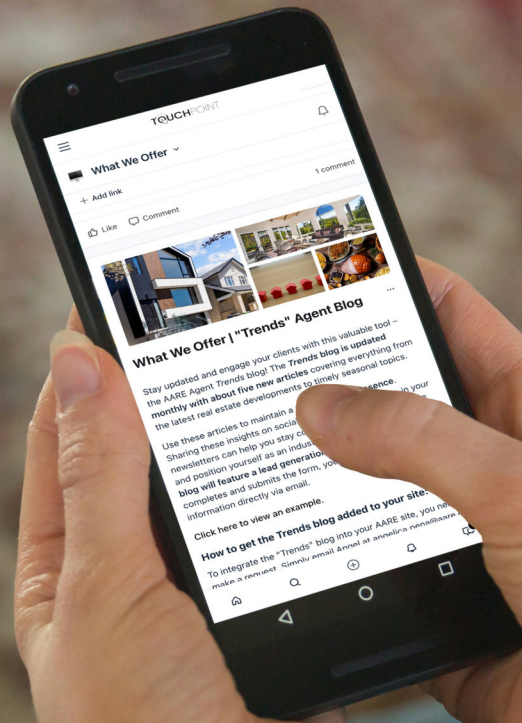 TOUCHPOINT
What We Offer
+ Add link
1 comment
Like Comment
What We Offer | "Trends" Agent Blog
Stay updated and engage your clients with this valuable tool –
the AARE Agent Trends blog! The Trends blog is updated
monthly with about five new articles covering everything from
the latest real estate developments to timely seasonal topics.
Use these articles to maintain a
Sharing these insights on social in your
newsletters can help you stay
and position yourself as an
blog will feature a lead
completes and submits the form,
information directly via email.
Click here to view an example.
How to get the Trends blog added to your site:
To integrate the "Trends" blog into your AARE site, you
make a request. Simply email Angel at